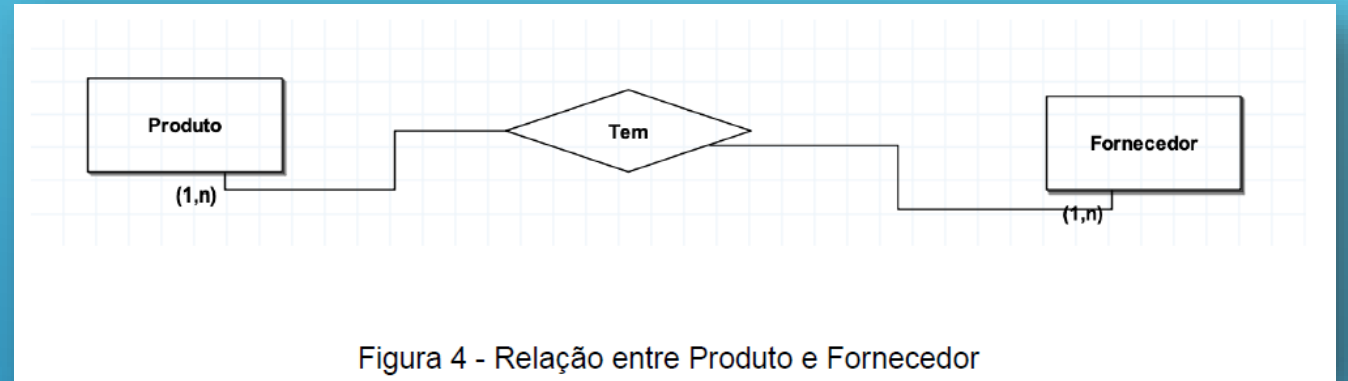 Produto
Tem
Fornecedor
(1,n)
(1,n)
Figura 4 - Relação entre Produto e Fornecedor